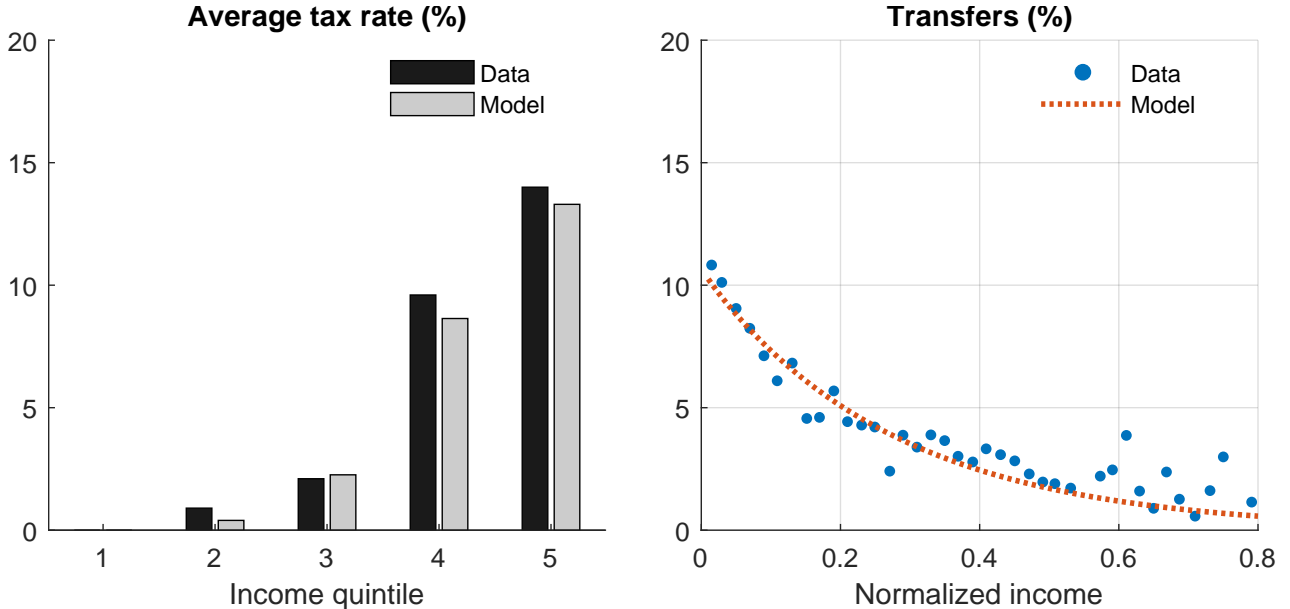 Average tax rate (%)
20
15
10
5
0
Data
Model
1 2 3 4 5
Income quintile
Transfers (%)
20
15
10
5
0
Data
Model
0 0.2 0.4 0.6 0.8
Normalized income